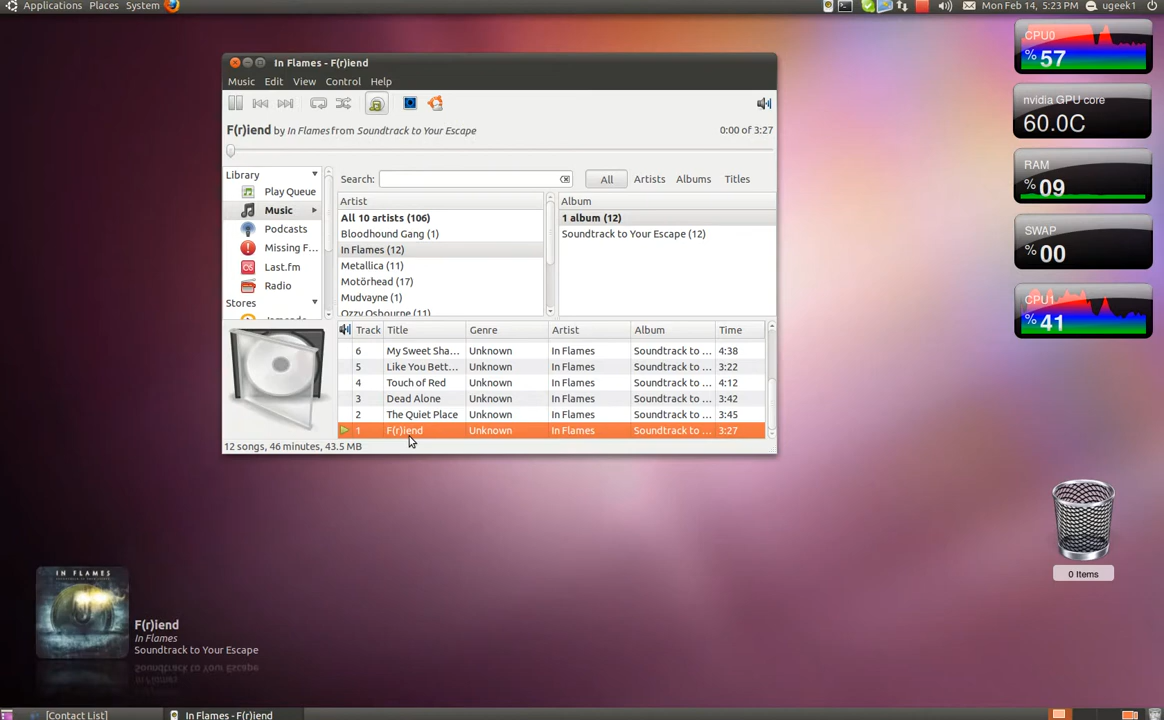 Applications Places System Mon Feb 14, 5:23 PM ugeek1
In Flames - F(r)iend
Music Edit View Control Help
F(r)iend by In Flames from Soundtrack to Your Escape 0:00 of 3:27
Library
Play Queue
Music
Podcasts
Missing F...
Last.fm
Radio
Stores
Search: All Artists Albums Titles
Artist
All 10 artists (106)
Bloodhound Gang (1)
In Flames (12)
Metallica (11)
Motörhead (17)
Mudvayne (1)
Ozzy Osbourne (11)
Album
1 album (12)
Soundtrack to Your Escape (12)
Track Title Genre Artist Album Time
6 My Sweet Sha... Unknown In Flames Soundtrack to ... 4:38
5 Like You Bett... Unknown In Flames Soundtrack to ... 3:22
4 Touch of Red Unknown In Flames Soundtrack to ... 4:12
3 Dead Alone Unknown In Flames Soundtrack to ... 3:42
2 The Quiet Place Unknown In Flames Soundtrack to ... 3:45
1 F(r)iend Unknown In Flames Soundtrack to ... 3:27
12 songs, 46 minutes, 43.5 MB
CPU0
%57
nvidia GPU core
60.0C
RAM
%09
SWAP
%00
CPU1
%41
0 Items
IN FLAMES
F(r)iend
In Flames
Soundtrack to Your Escape
[Contact List] In Flames - F(r)iend